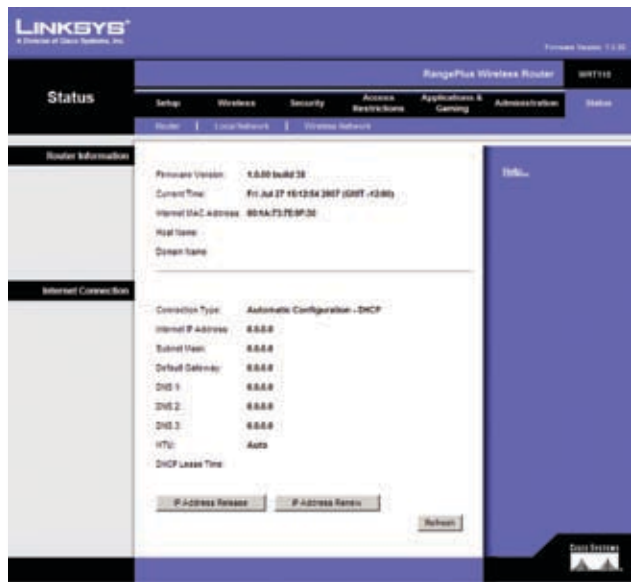 LINKSYS®
A Division of Cisco Systems, Inc.
Firmware Version:
RangePlus Wireless Router
WRT110
Status
Setup
Wireless
Security
Access Restrictions
Applications & Gaming
Administration
Status
Router | Local Network | Wireless Network
Router Information
Firmware Version: 1.0.00 build 38
Current Time: Fri Jul 27 (GMT -12:00)
Internet MAC Address:
Host Name:
Domain Name:
Help...
Internet Connection
Connection Type: Automatic Configuration - DHCP
Internet IP Address: 0.0.0.0
Subnet Mask: 0.0.0.0
Default Gateway: 0.0.0.0
DNS 1: 0.0.0.0
DNS 2: 0.0.0.0
DNS 3: 0.0.0.0
MTU: Auto
DHCP Lease Time:
IP Address Release
IP Address Renew
Refresh
CISCO SYSTEMS